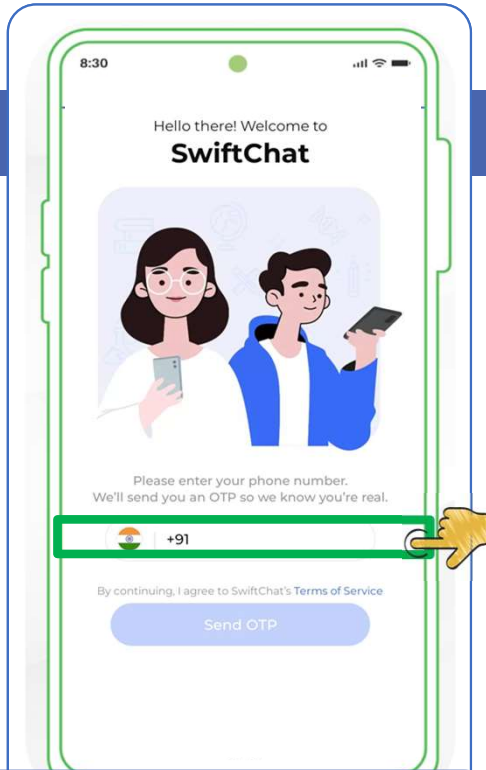 8:30
Hello there! Welcome to
SwiftChat
Please enter your phone number.
We'll send you an OTP so we know you're real.
+91
By continuing, I agree to SwiftChat's Terms of Service
Send OTP